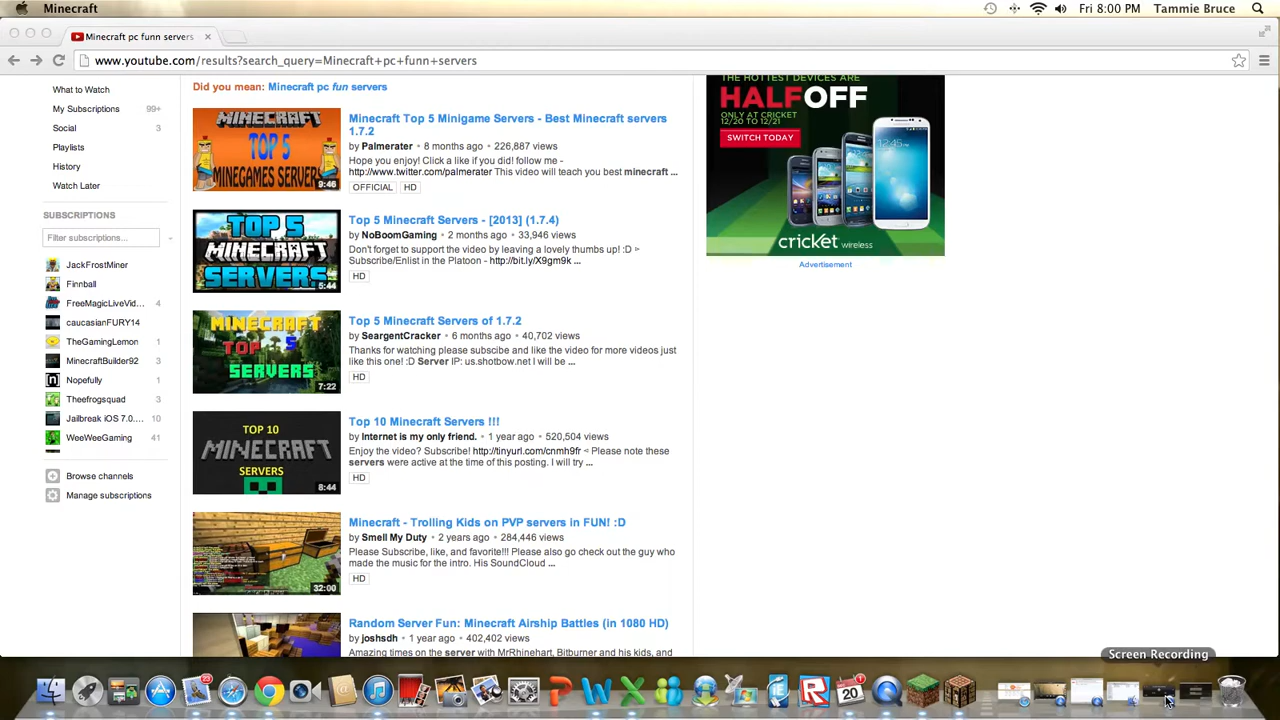 Minecraft
Fri 8:00 PM
Tammie Bruce
Minecraft pc funn servers
www.youtube.com/results?search_query=Minecraft+pc+funn+servers
What to Watch
My Subscriptions 99+
Social 3
Playlists
History
Watch Later
SUBSCRIPTIONS
Filter subscriptions...
JackFrostMiner
Finnball
FreeMagicLiveVid... 4
caucasianFURY14
TheGamingLemon 1
MinecraftBuilder92 3
Nopefully 1
Theefrogsquad 3
Jailbreak iOS 7.0.... 10
WeeWeeGaming 41
Browse channels
Manage subscriptions
Did you mean: Minecraft pc fun servers
MINECRAFT
TOP 5
MINEGAMES SERVER
9:46
Minecraft Top 5 Minigame Servers - Best Minecraft servers
1.7.2
by Palmerater • 8 months ago • 226,887 views
Hope you enjoy! Click a like if you did! follow me -
http://www.twitter.com/palmerater This video will teach you best minecraft ...
OFFICIAL HD
TOP 5
MINECRAFT
SERVERS
5:44
Top 5 Minecraft Servers - [2013] (1.7.4)
by NoBoomGaming • 2 months ago • 33,946 views
Don't forget to support the video by leaving a lovely thumbs up! :D >
Subscribe/Enlist in the Platoon - http://bit.ly/X9gm9k ...
HD
MINECRAFT
TOP 5
SERVERS
7:22
Top 5 Minecraft Servers of 1.7.2
by SeargentCracker • 6 months ago • 40,702 views
Thanks for watching please subscibe and like the video for more videos just
like this one! :D Server IP: us.shotbow.net I will be ...
HD
TOP 10
MINECRAFT
SERVERS
8:44
Top 10 Minecraft Servers !!!
by Internet is my only friend. • 1 year ago • 520,504 views
Enjoy the video? Subscribe! http://tinyurl.com/cnmh9fr < Please note these
servers were active at the time of this posting. I will try ...
HD
32:00
Minecraft - Trolling Kids on PVP servers in FUN! :D
by Smell My Duty • 2 years ago • 284,446 views
Please Subscribe, like, and favorite!!! Please also go check out the guy who
made the music for the intro. His SoundCloud ...
HD
Random Server Fun: Minecraft Airship Battles (in 1080 HD)
by joshsdh • 1 year ago • 402,402 views
Amazing times on the server with MrRhinehart, Bitburner and his kids, and
THE HOTTEST DEVICES ARE
HALF OFF
ONLY AT CRICKET
12/20 TO 12/21
SWITCH TODAY
cricket wireless
Advertisement
Screen Recording
23
20
1